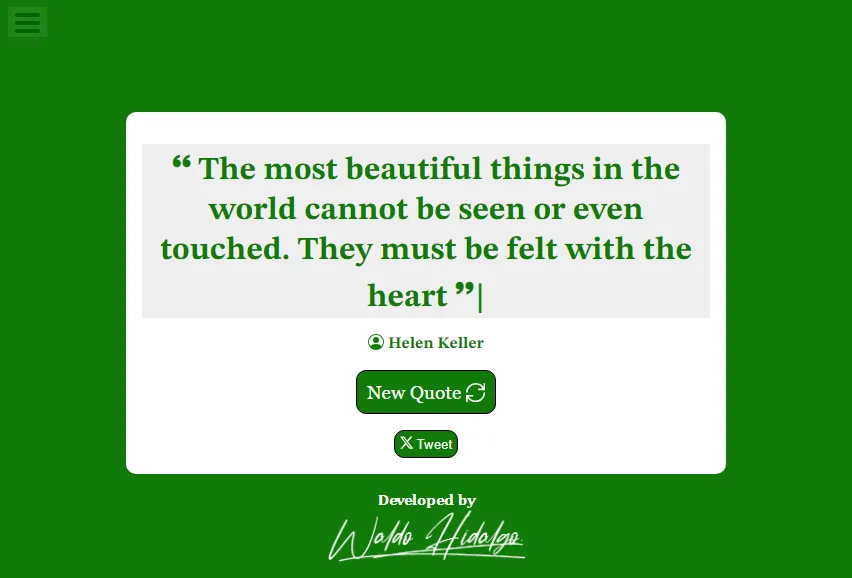 “ The most beautiful things in the
world cannot be seen or even
touched. They must be felt with the
heart ”|
Helen Keller
New Quote
X Tweet
Developed by
Waldo Hidalgo.